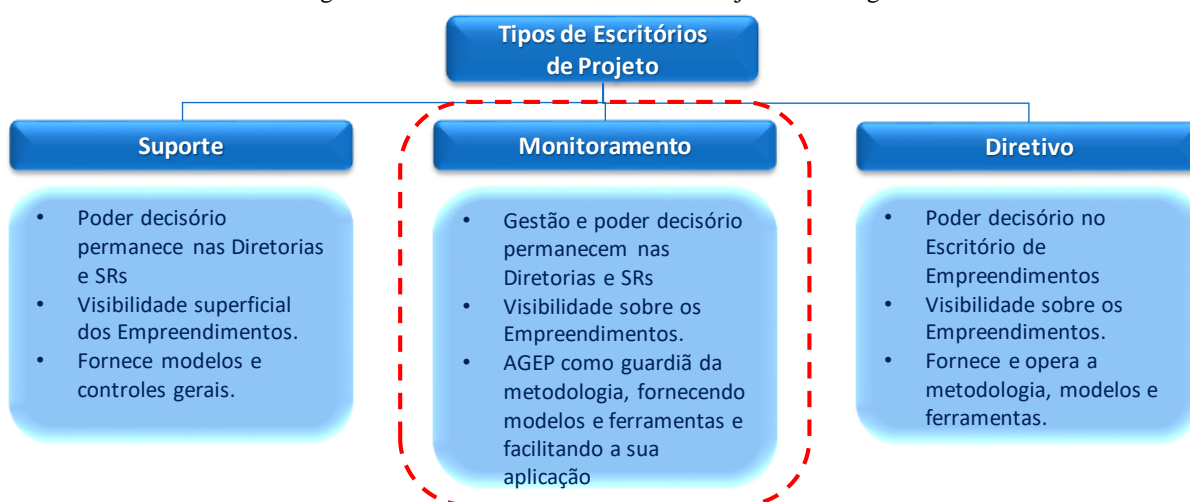 Tipos de Escritórios
de Projeto
Suporte
Monitoramento
Diretivo
• Poder decisório
permanece nas Diretorias
e SRs
• Visibilidade superficial
dos Empreendimentos.
• Fornece modelos e
controles gerais.
• Gestão e poder decisório
permanecem nas
Diretorias e SRs
• Visibilidade sobre os
Empreendimentos.
• AGEP como guardiã da
metodologia, fornecendo
modelos e ferramentas e
facilitando a sua
aplicação
• Poder decisório no
Escritório de
Empreendimentos
• Visibilidade sobre os
Empreendimentos.
• Fornece e opera a
metodologia, modelos e
ferramentas.